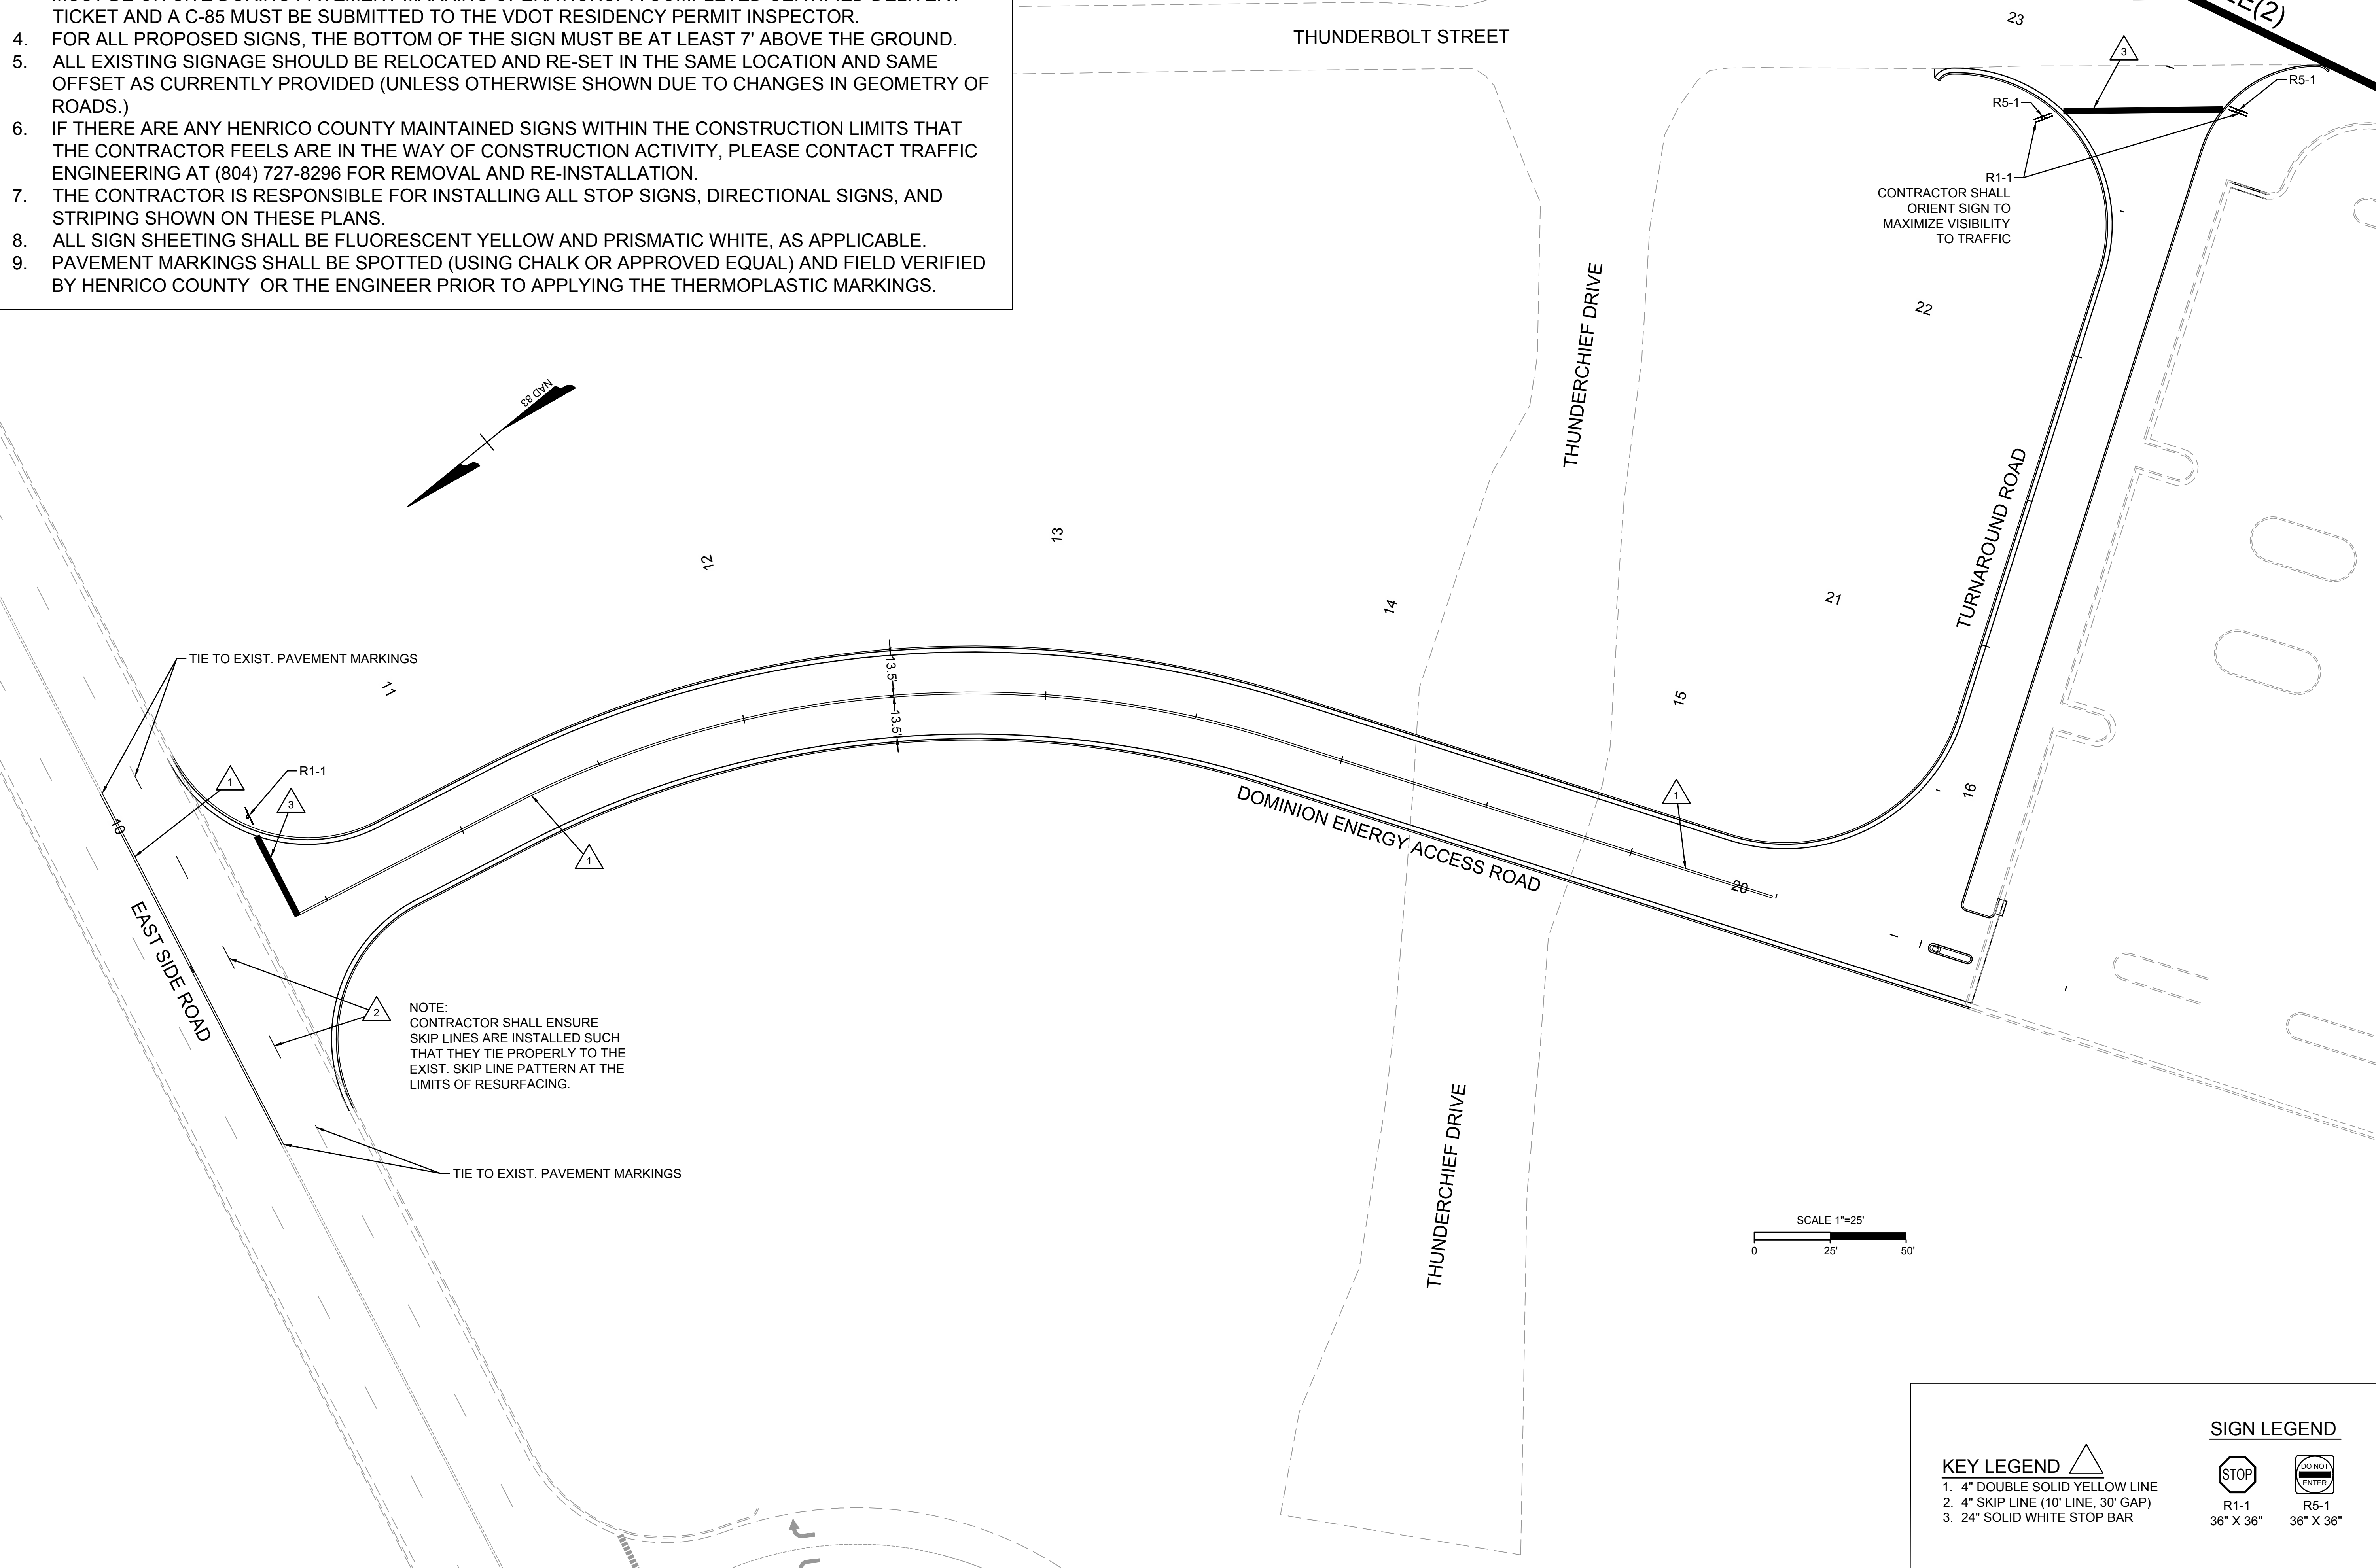 TICKET AND A C-85 MUST BE SUBMITTED TO THE VDOT RESIDENCY PERMIT INSPECTOR.
4. FOR ALL PROPOSED SIGNS, THE BOTTOM OF THE SIGN MUST BE AT LEAST 7' ABOVE THE GROUND.
5. ALL EXISTING SIGNAGE SHOULD BE RELOCATED AND RE-SET IN THE SAME LOCATION AND SAME
OFFSET AS CURRENTLY PROVIDED (UNLESS OTHERWISE SHOWN DUE TO CHANGES IN GEOMETRY OF
ROADS.)
6. IF THERE ARE ANY HENRICO COUNTY MAINTAINED SIGNS WITHIN THE CONSTRUCTION LIMITS THAT
THE CONTRACTOR FEELS ARE IN THE WAY OF CONSTRUCTION ACTIVITY, PLEASE CONTACT TRAFFIC
ENGINEERING AT (804) 727-8296 FOR REMOVAL AND RE-INSTALLATION.
7. THE CONTRACTOR IS RESPONSIBLE FOR INSTALLING ALL STOP SIGNS, DIRECTIONAL SIGNS, AND
STRIPING SHOWN ON THESE PLANS.
8. ALL SIGN SHEETING SHALL BE FLUORESCENT YELLOW AND PRISMATIC WHITE, AS APPLICABLE.
9. PAVEMENT MARKINGS SHALL BE SPOTTED (USING CHALK OR APPROVED EQUAL) AND FIELD VERIFIED
BY HENRICO COUNTY OR THE ENGINEER PRIOR TO APPLYING THE THERMOPLASTIC MARKINGS.
THUNDERBOLT STREET
23
(2)
3
R5-1
R5-1
R1-1
CONTRACTOR SHALL
ORIENT SIGN TO
MAXIMIZE VISIBILITY
TO TRAFFIC
22
THUNDERCHIEF DRIVE
NAD 83
TURNAROUND ROAD
12
13
14
21
15
16
11
TIE TO EXIST. PAVEMENT MARKINGS
13.5'
13.5'
R1-1
1
3
10
1
1
20
DOMINION ENERGY ACCESS ROAD
EAST SIDE ROAD
2
NOTE:
CONTRACTOR SHALL ENSURE
SKIP LINES ARE INSTALLED SUCH
THAT THEY TIE PROPERLY TO THE
EXIST. SKIP LINE PATTERN AT THE
LIMITS OF RESURFACING.
TIE TO EXIST. PAVEMENT MARKINGS
THUNDERCHIEF DRIVE
SCALE 1"=25'
0 25' 50'
KEY LEGEND
1. 4" DOUBLE SOLID YELLOW LINE
2. 4" SKIP LINE (10' LINE, 30' GAP)
3. 24" SOLID WHITE STOP BAR
SIGN LEGEND
STOP
R1-1
36" X 36"
DO NOT
ENTER
R5-1
36" X 36"